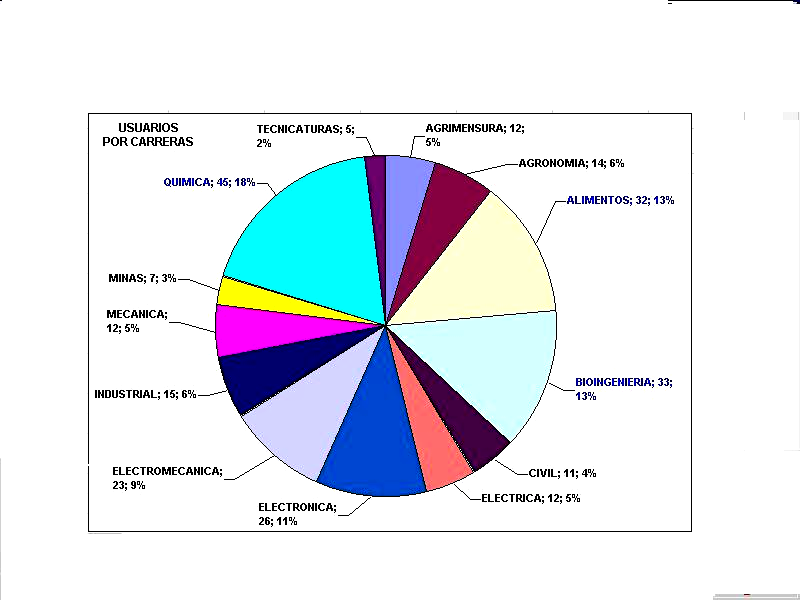 USUARIOS
POR CARRERAS
TECNICATURAS; 5;
2%
AGRIMENSURA; 12;
5%
AGRONOMIA; 14; 6%
ALIMENTOS; 32; 13%
BIOINGENIERIA; 33;
13%
CIVIL; 11; 4%
ELECTRICA; 12; 5%
ELECTRONICA;
26; 11%
ELECTROMECANICA;
23; 9%
INDUSTRIAL; 15; 6%
MECANICA;
12; 5%
MINAS; 7; 3%
QUIMICA; 45; 18%